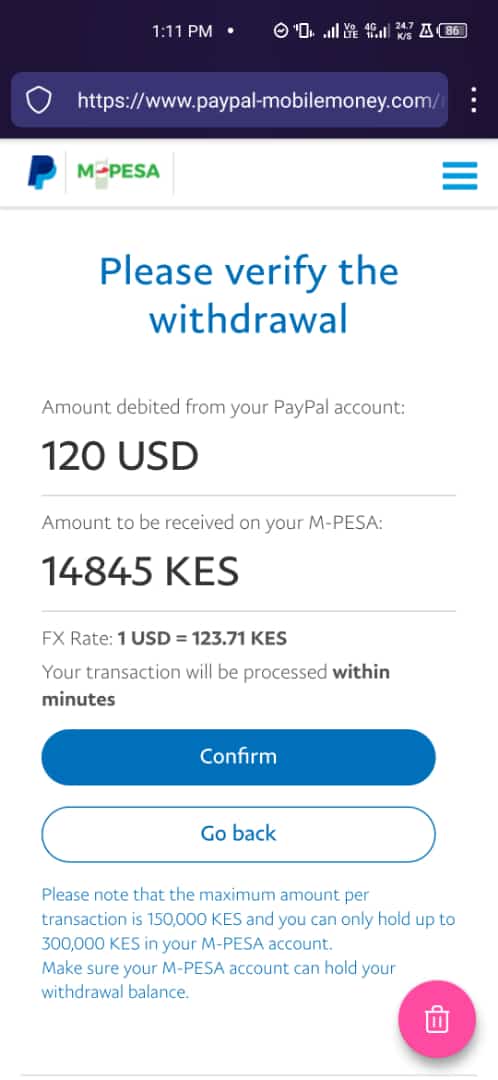 1:11 PM •
Vo LTE 4G 24.7 K/S 86
https://www.paypal-mobilemoney.com/
M-PESA
Please verify the
withdrawal
Amount debited from your PayPal account:
120 USD
Amount to be received on your M-PESA:
14845 KES
FX Rate: 1 USD = 123.71 KES
Your transaction will be processed within
minutes
Confirm
Go back
Please note that the maximum amount per
transaction is 150,000 KES and you can only hold up to
300,000 KES in your M-PESA account.
Make sure your M-PESA account can hold your
withdrawal balance.